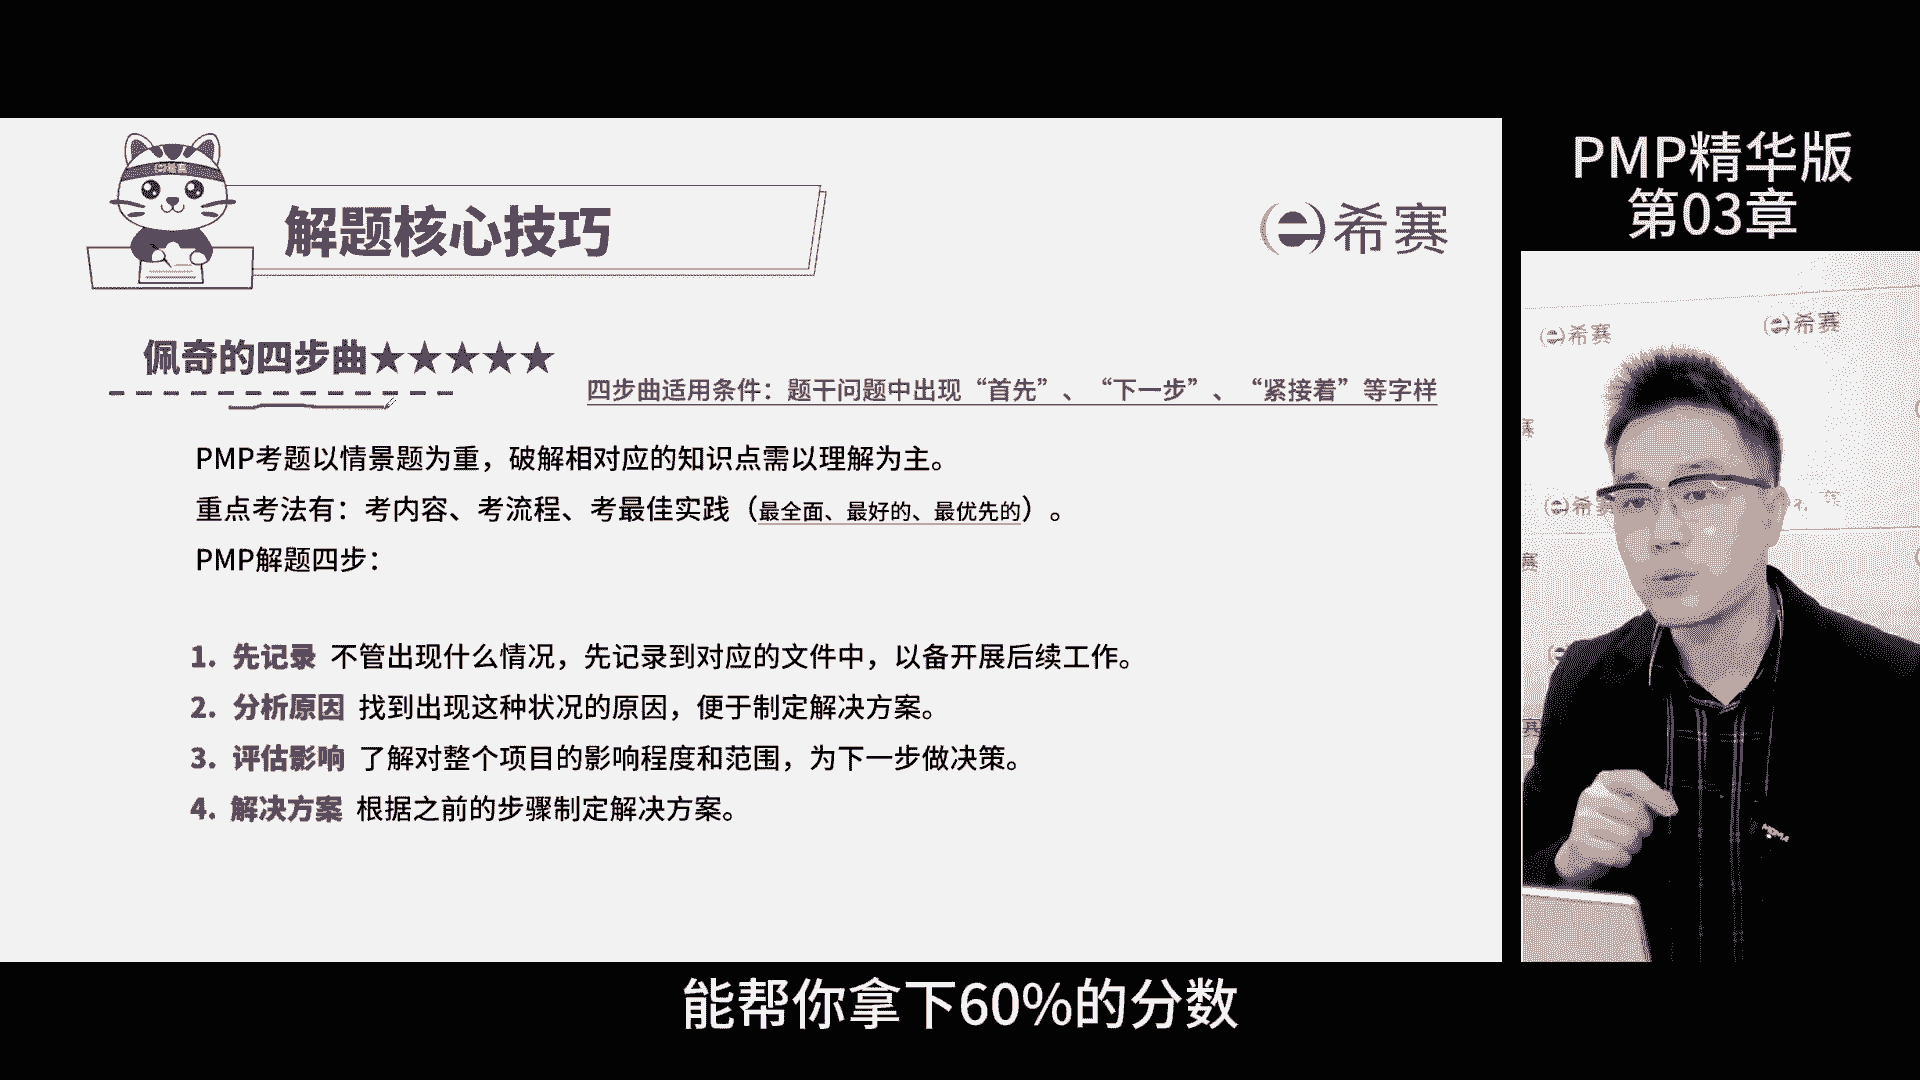 PMP精华版
第03章
解题核心技巧
希赛
佩奇的四步曲★★★★★
四步曲适用条件：题干问题中出现“首先”、“下一步”、“紧接着”等字样
PMP考题以情景题为重，破解相对应的知识点需以理解为主。
重点考法有：考内容、考流程、考最佳实践（最全面、最好的、最优先的）。
PMP解题四步：
1. 先记录 不管出现什么情况，先记录到对应的文件中，以备开展后续工作。
2. 分析原因 找到出现这种状况的原因，便于制定解决方案。
3. 评估影响 了解对整个项目的影响程度和范围，为下一步做决策。
4. 解决方案 根据之前的步骤制定解决方案。
希赛
希赛
希
赛
能帮你拿下60%的分数